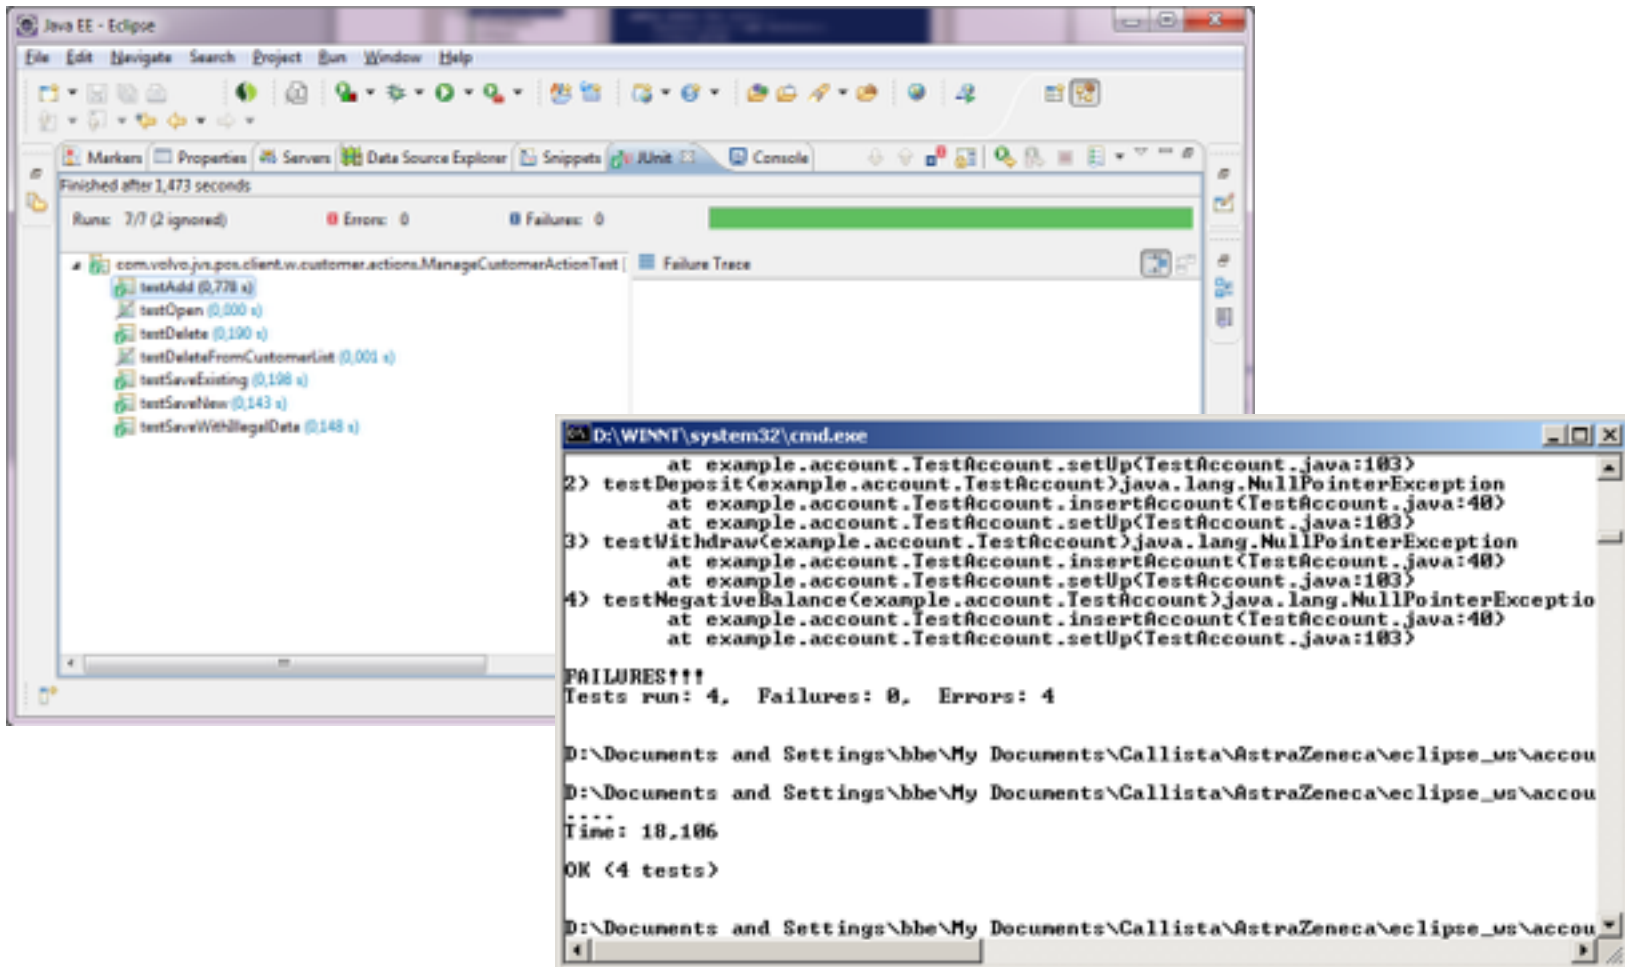 Java EE - Eclipse
File Edit Navigate Search Project Run Window Help
Markers Properties Servers Data Source Explorer Snippets JUnit Console
Finished after 1,473 seconds
Runs: 7/7 (2 ignored) Errors: 0 Failures: 0
com.volvo.jvs.pos.client.w.customer.actions.ManageCustomerActionTest [
Failure Trace
testAdd (0,778 s)
testOpen (0,000 s)
testDelete (0,190 s)
testDeleteFromCustomerList (0,001 s)
testSaveExisting (0,198 s)
testSaveNew (0,143 s)
testSaveWithIllegalData (0,148 s)
D:\WINNT\system32\cmd.exe
at example.account.TestAccount.setUp(TestAccount.java:103)
2) testDeposit(example.account.TestAccount)java.lang.NullPointerException
at example.account.TestAccount.insertAccount(TestAccount.java:40)
at example.account.TestAccount.setUp(TestAccount.java:103)
3) testWithdraw(example.account.TestAccount)java.lang.NullPointerException
at example.account.TestAccount.insertAccount(TestAccount.java:40)
at example.account.TestAccount.setUp(TestAccount.java:103)
4) testNegativeBalance(example.account.TestAccount)java.lang.NullPointerExceptio
at example.account.TestAccount.insertAccount(TestAccount.java:40)
at example.account.TestAccount.setUp(TestAccount.java:103)
FAILURES!!!
Tests run: 4, Failures: 0, Errors: 4
D:\Documents and Settings\bbe\My Documents\Callista\AstraZeneca\eclipse_ws\accou
D:\Documents and Settings\bbe\My Documents\Callista\AstraZeneca\eclipse_ws\accou
....
Time: 18,106
OK (4 tests)
D:\Documents and Settings\bbe\My Documents\Callista\AstraZeneca\eclipse_ws\accou